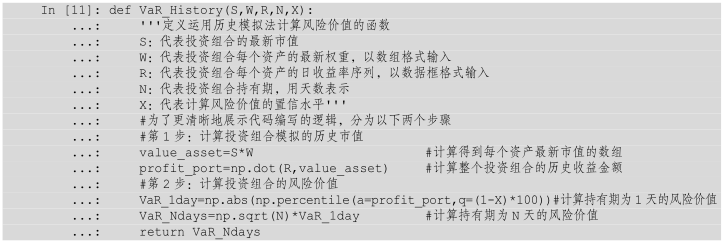 In [11]: def VaR_History(S,W,R,N,X):
...: '''定义运用历史模拟法计算风险价值的函数
...: S: 代表投资组合的最新市值
...: W: 代表投资组合每个资产的最新权重，以数组格式输入
...: R: 代表投资组合每个资产的日收益率序列，以数据框格式输入
...: N: 代表投资组合持有期，用天数表示
...: X: 代表计算风险价值的置信水平'''
...: #为了更清晰地展示代码编写的逻辑，分为以下两个步骤
...: #第1步: 计算投资组合模拟的历史市值
...: value_asset=S*W #计算得到每个资产最新市值的数组
...: profit_port=np.dot(R,value_asset) #计算整个投资组合的历史收益金额
...: #第2步: 计算投资组合的风险价值
...: VaR_1day=np.abs(np.percentile(a=profit_port,q=(1-X)*100))#计算持有期为1天的风险价值
...: VaR_Ndays=np.sqrt(N)*VaR_1day #计算持有期为N天的风险价值
...: return VaR_Ndays